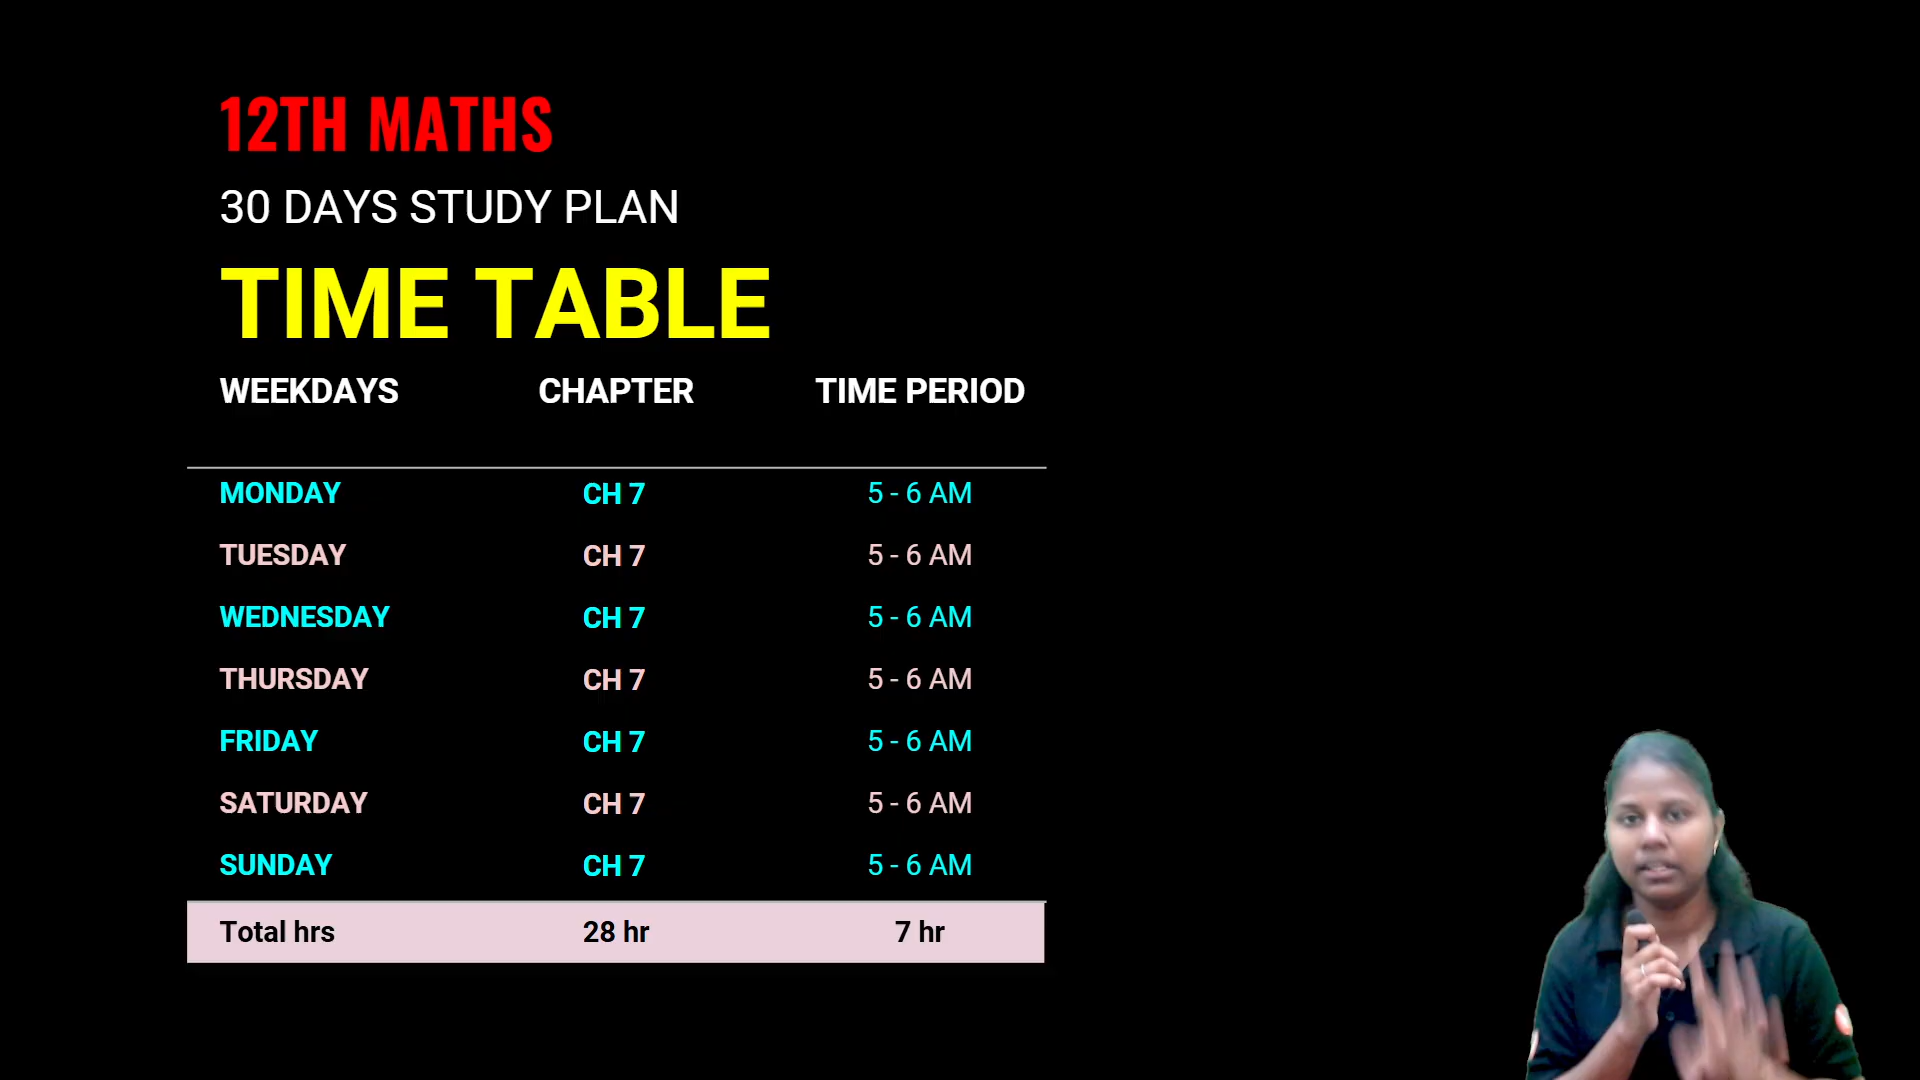 12TH MATHS
30 DAYS STUDY PLAN
TIME TABLE
WEEKDAYS CHAPTER TIME PERIOD
MONDAY CH 7 5 - 6 AM
TUESDAY CH 7 5 - 6 AM
WEDNESDAY CH 7 5 - 6 AM
THURSDAY CH 7 5 - 6 AM
FRIDAY CH 7 5 - 6 AM
SATURDAY CH 7 5 - 6 AM
SUNDAY CH 7 5 - 6 AM
Total hrs 28 hr 7 hr